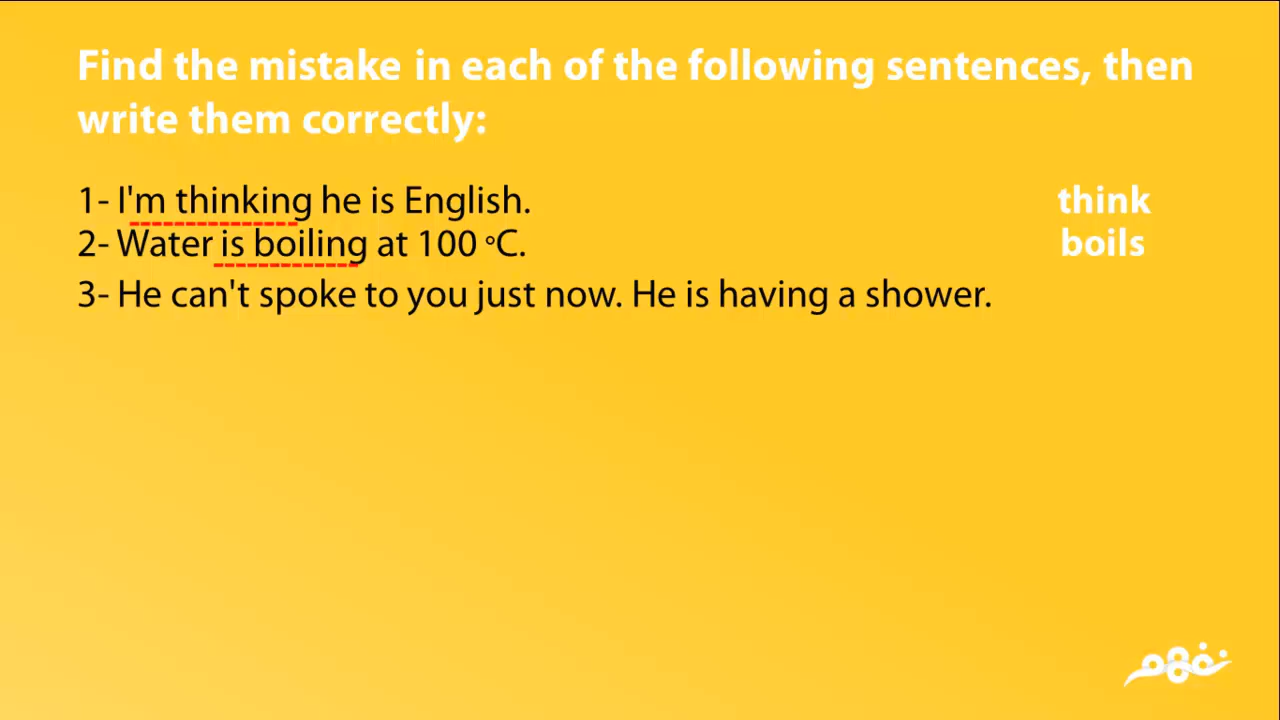 Find the mistake in each of the following sentences, then
write them correctly:
1- I'm thinking he is English. think
2- Water is boiling at 100 °C. boils
3- He can't spoke to you just now. He is having a shower.
نفهم